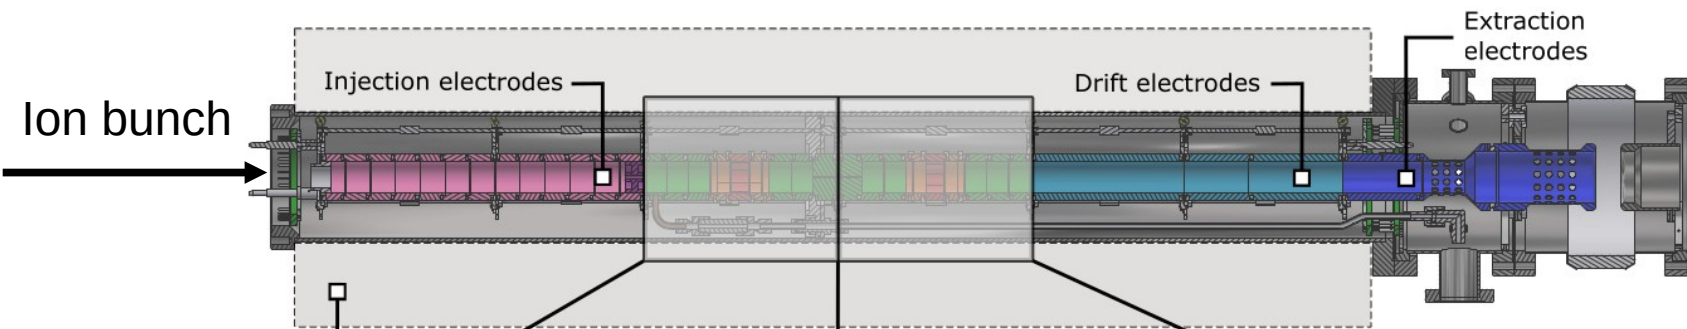 Extraction
electrodes
Injection electrodes
Drift electrodes
Ion bunch